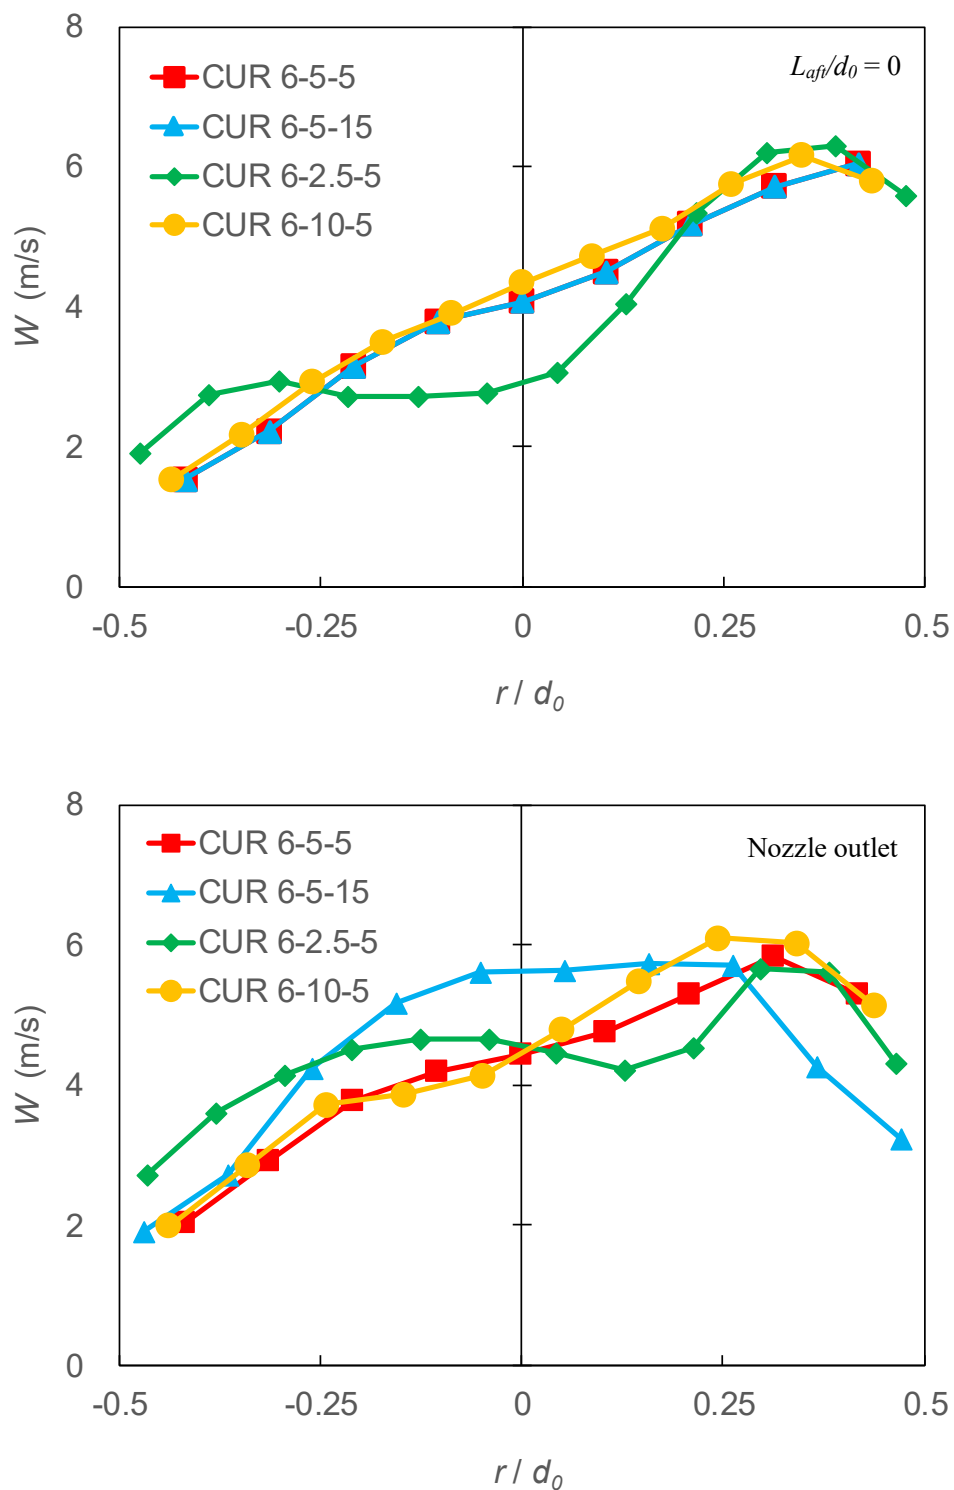 8
6
4
2
0
W (m/s)
CUR 6-5-5
CUR 6-5-15
CUR 6-2.5-5
CUR 6-10-5
Laft/d0 = 0
-0.5
-0.25
0
0.25
0.5
r / d0
8
6
4
2
0
W (m/s)
CUR 6-5-5
CUR 6-5-15
CUR 6-2.5-5
CUR 6-10-5
Nozzle outlet
-0.5
-0.25
0
0.25
0.5
r / d0